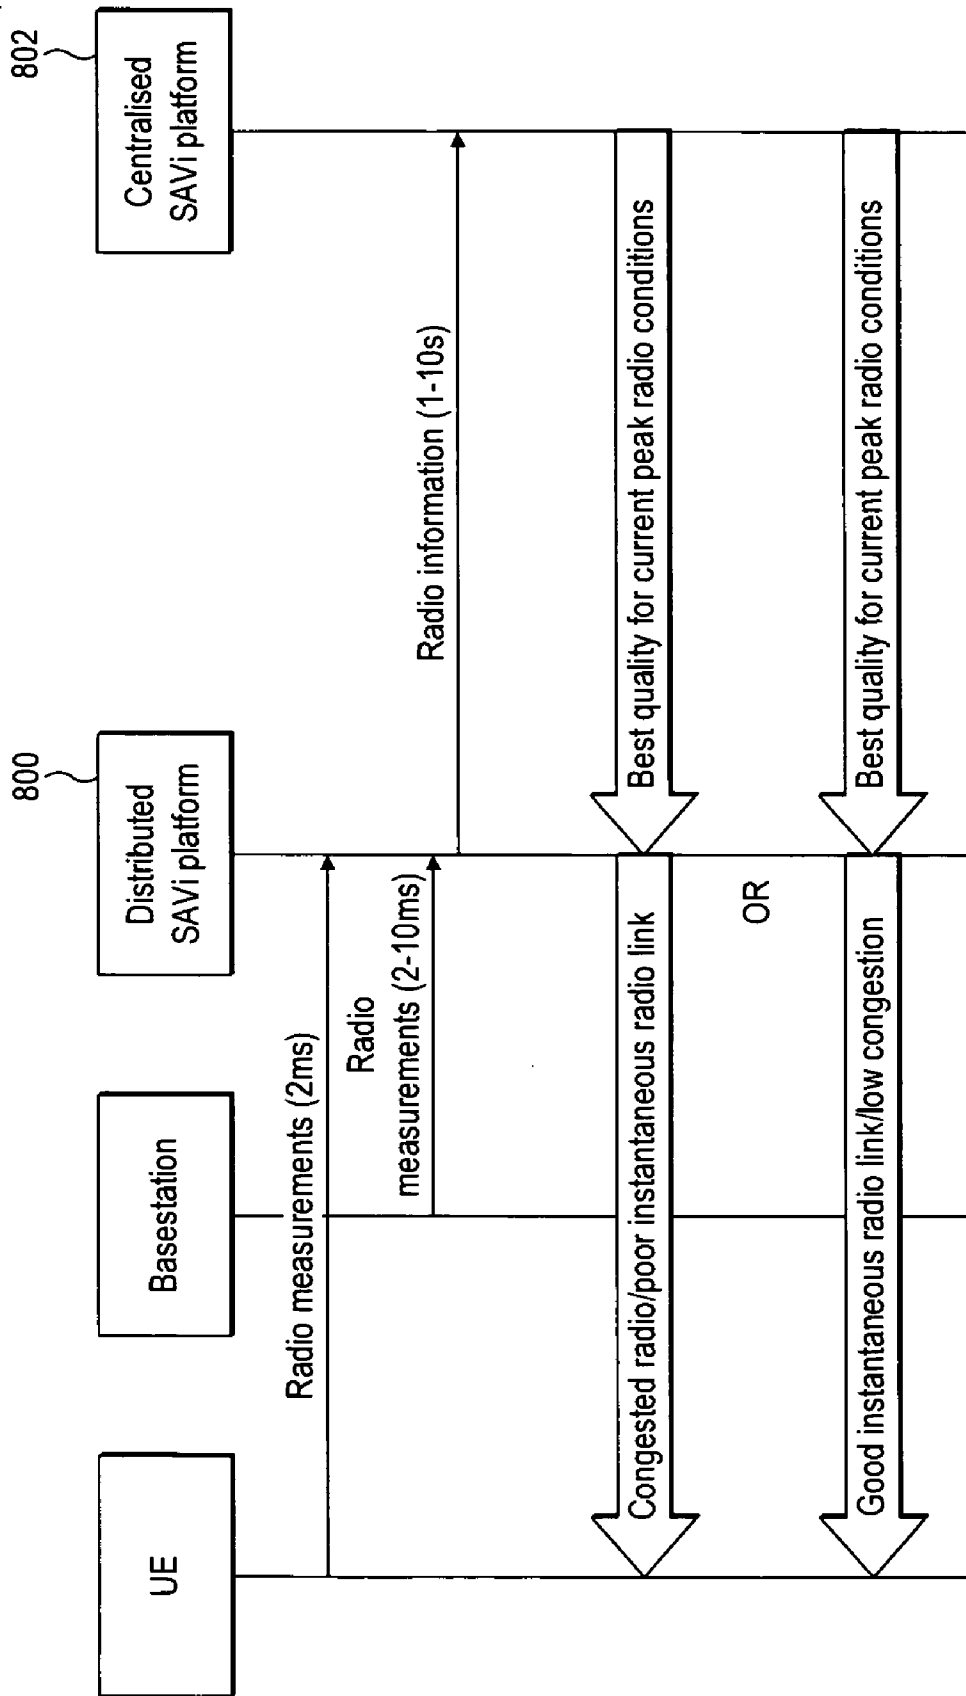 UE
Basestation
800
Distributed
SAVi platform
802
Centralised
SAVi platform
Radio measurements (2ms)
Radio
measurements (2-10ms)
Radio information (1-10s)
Congested radio/poor instantaneous radio link
Best quality for current peak radio conditions
OR
Good instantaneous radio link/low congestion
Best quality for current peak radio conditions